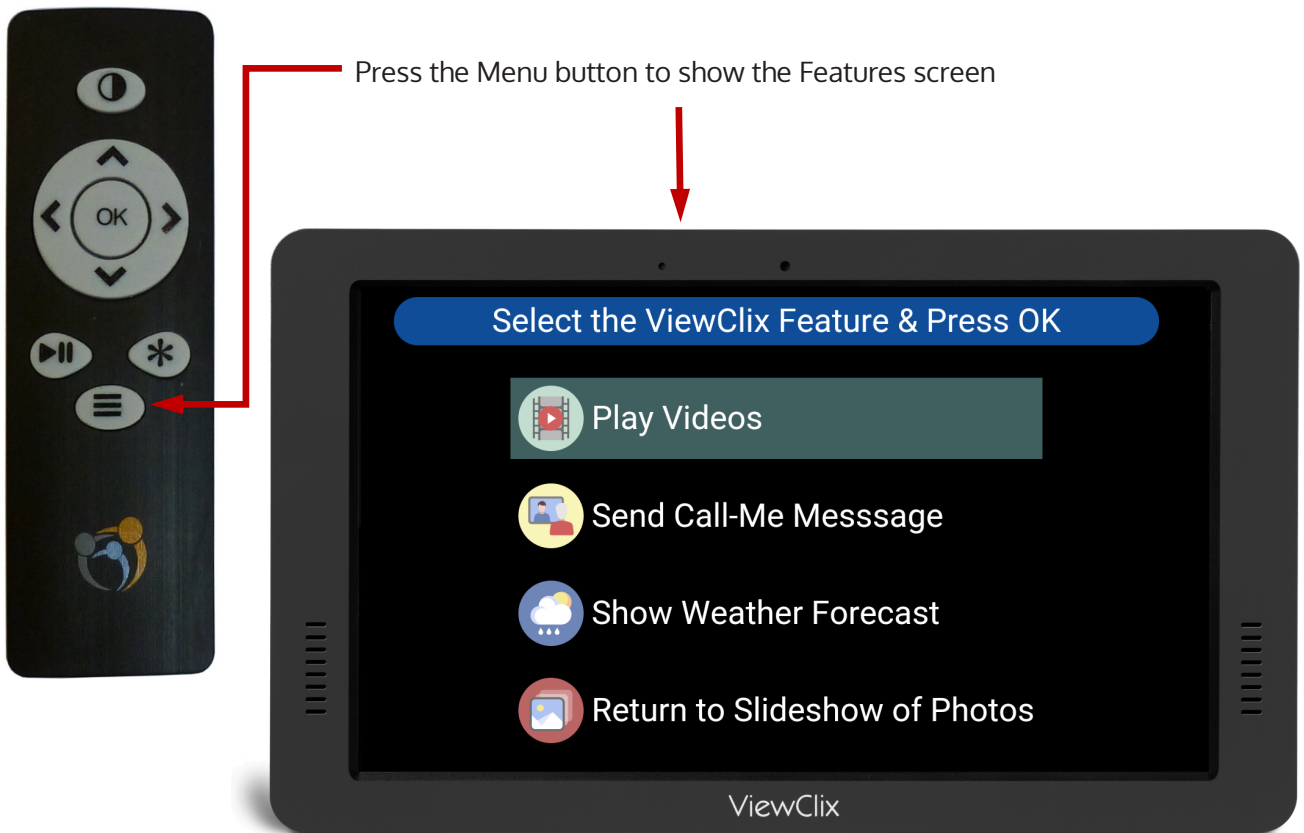 Press the Menu button to show the Features screen
OK
Select the ViewClix Feature & Press OK
Play Videos
Send Call-Me Messsage
Show Weather Forecast
Return to Slideshow of Photos
ViewClix